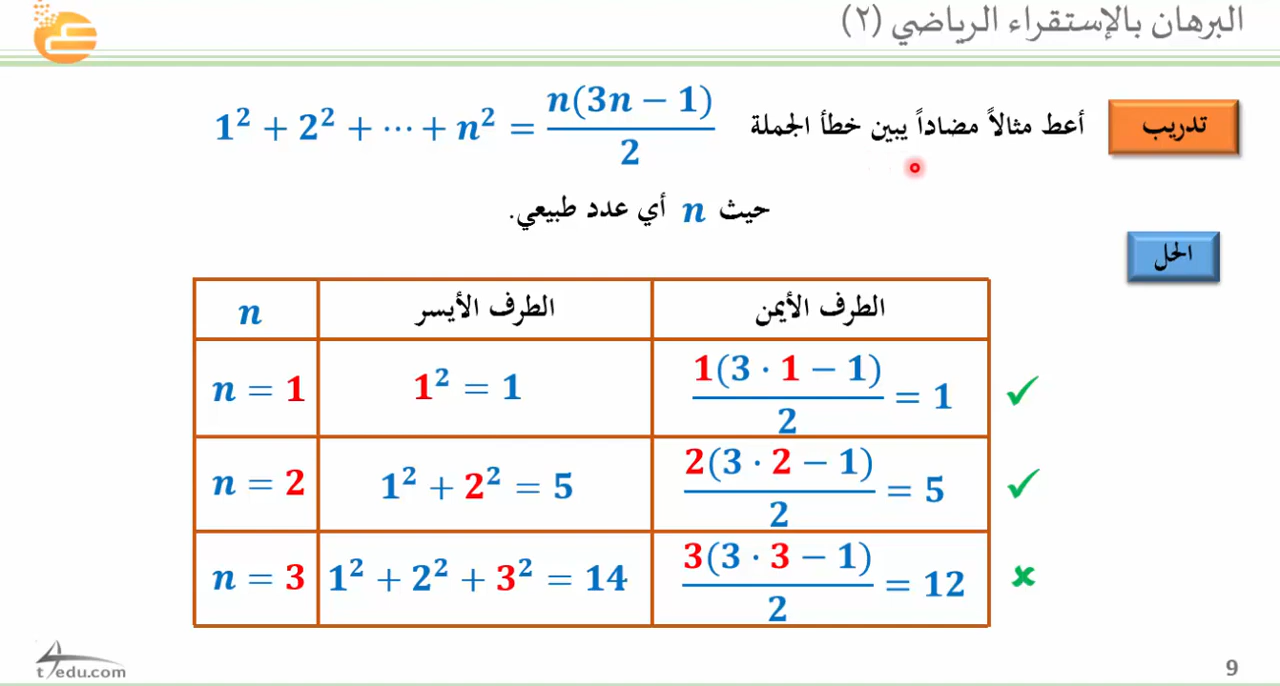 البرهان بالإستقراء الرياضي (٢)
تدريب
أعط مثالاً مضاداً يبين خطأ الجملة 1² + 2² + ⋯ + n² = n(3n − 1)/2
حيث n أي عدد طبيعي.
الحل
n | الطرف الأيسر | الطرف الأيمن
n = 1 | 1² = 1 | 1(3 · 1 − 1)/2 = 1 ✓
n = 2 | 1² + 2² = 5 | 2(3 · 2 − 1)/2 = 5 ✓
n = 3 | 1² + 2² + 3² = 14 | 3(3 · 3 − 1)/2 = 12 ×
t4edu.com
9